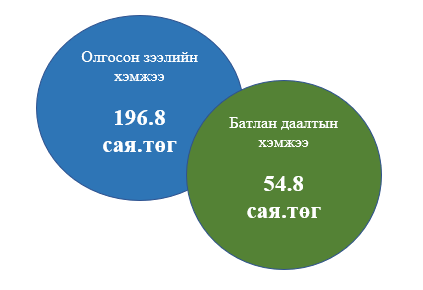 Олгосон зээлийн
хэмжээ
196.8
сая.төг
Батлан даалтын
хэмжээ
54.8
сая.төг